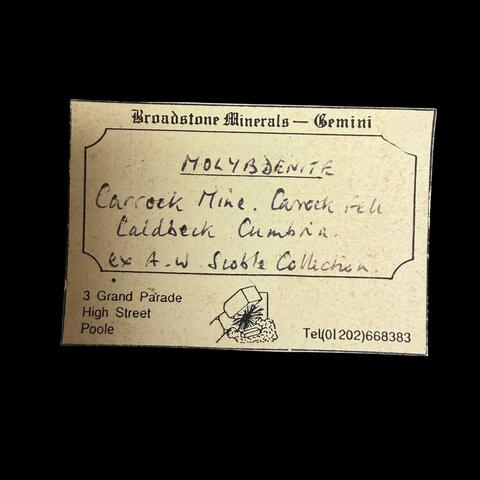 Broadstone Minerals — Gemini
MOLYBDENITE
Carrock Mine. Carock Fell
Caldbeck Cumbria.
ex A-W Scoble Collection.
3 Grand Parade
High Street
Poole
Tel(01202)668383